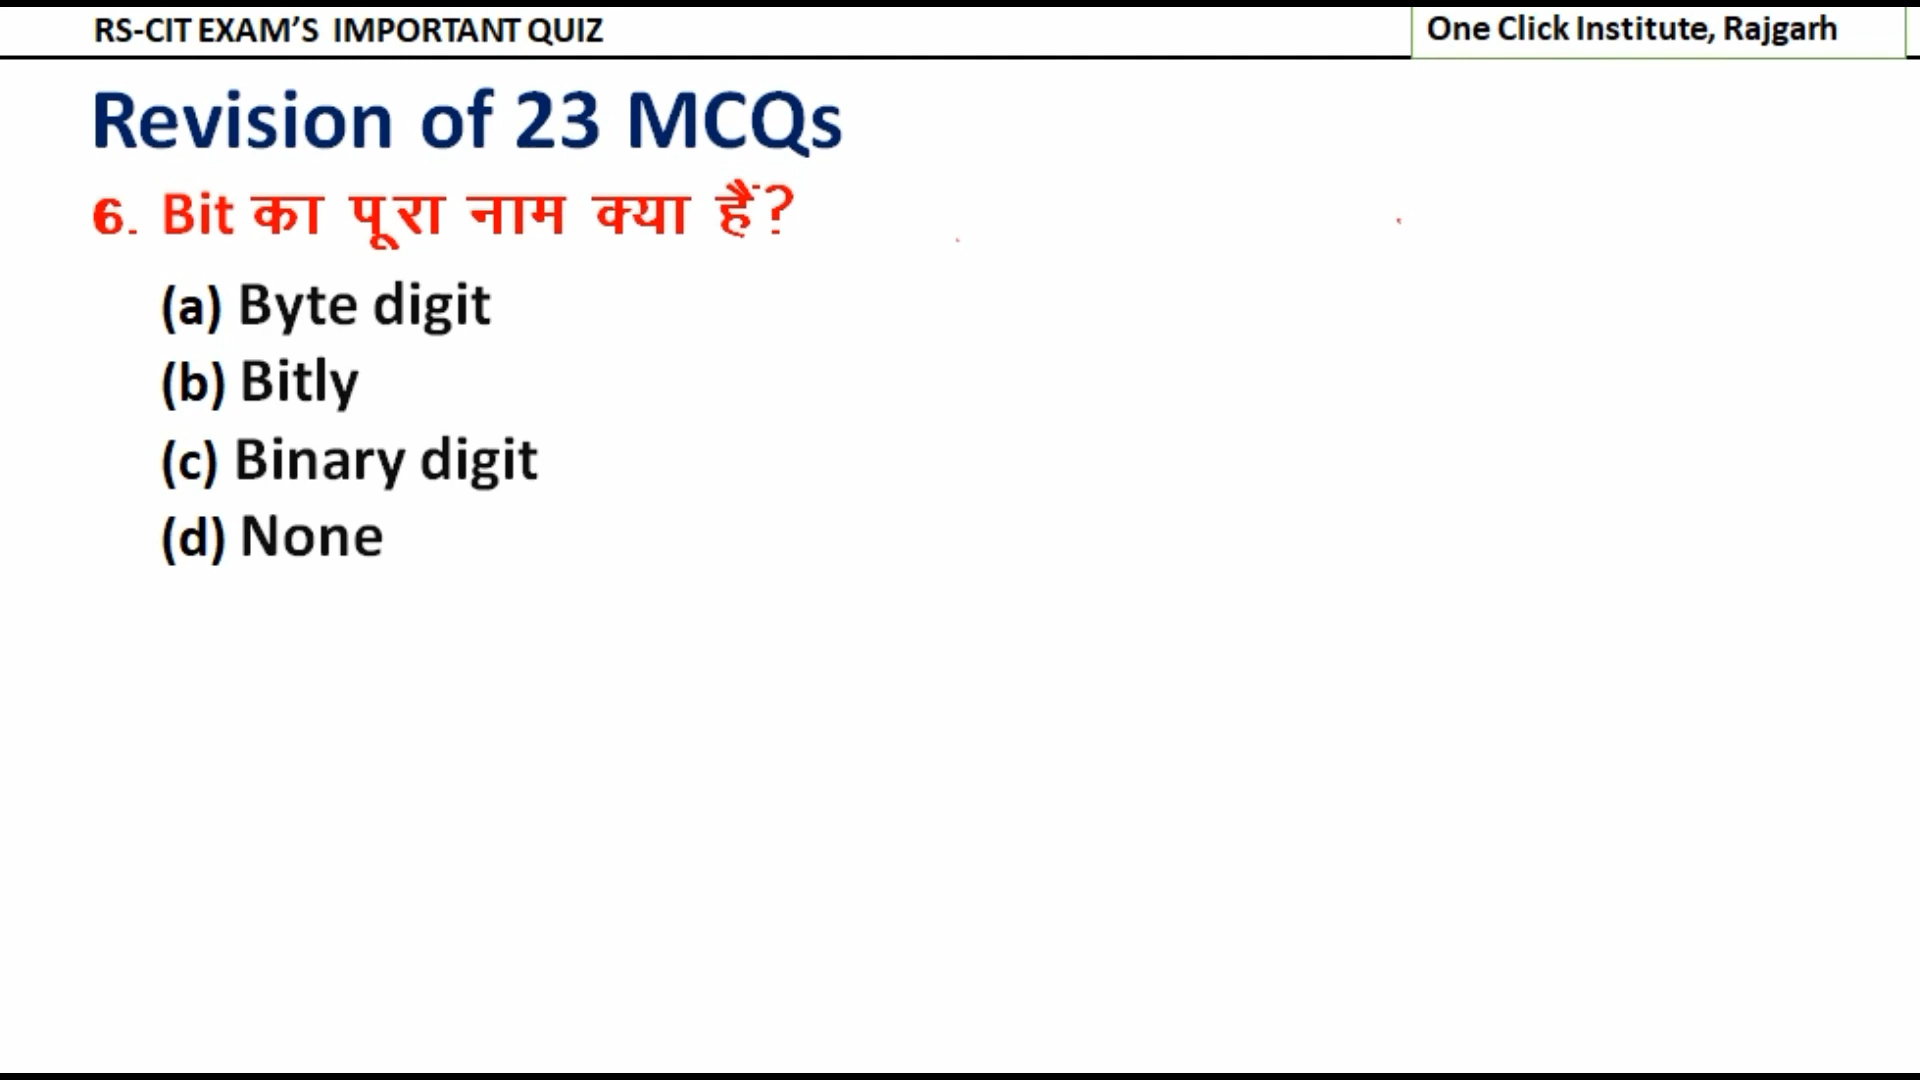 RS-CIT EXAM’S IMPORTANT QUIZ
One Click Institute, Rajgarh
Revision of 23 MCQs
6. Bit का पूरा नाम क्या हैं?
(a) Byte digit
(b) Bitly
(c) Binary digit
(d) None